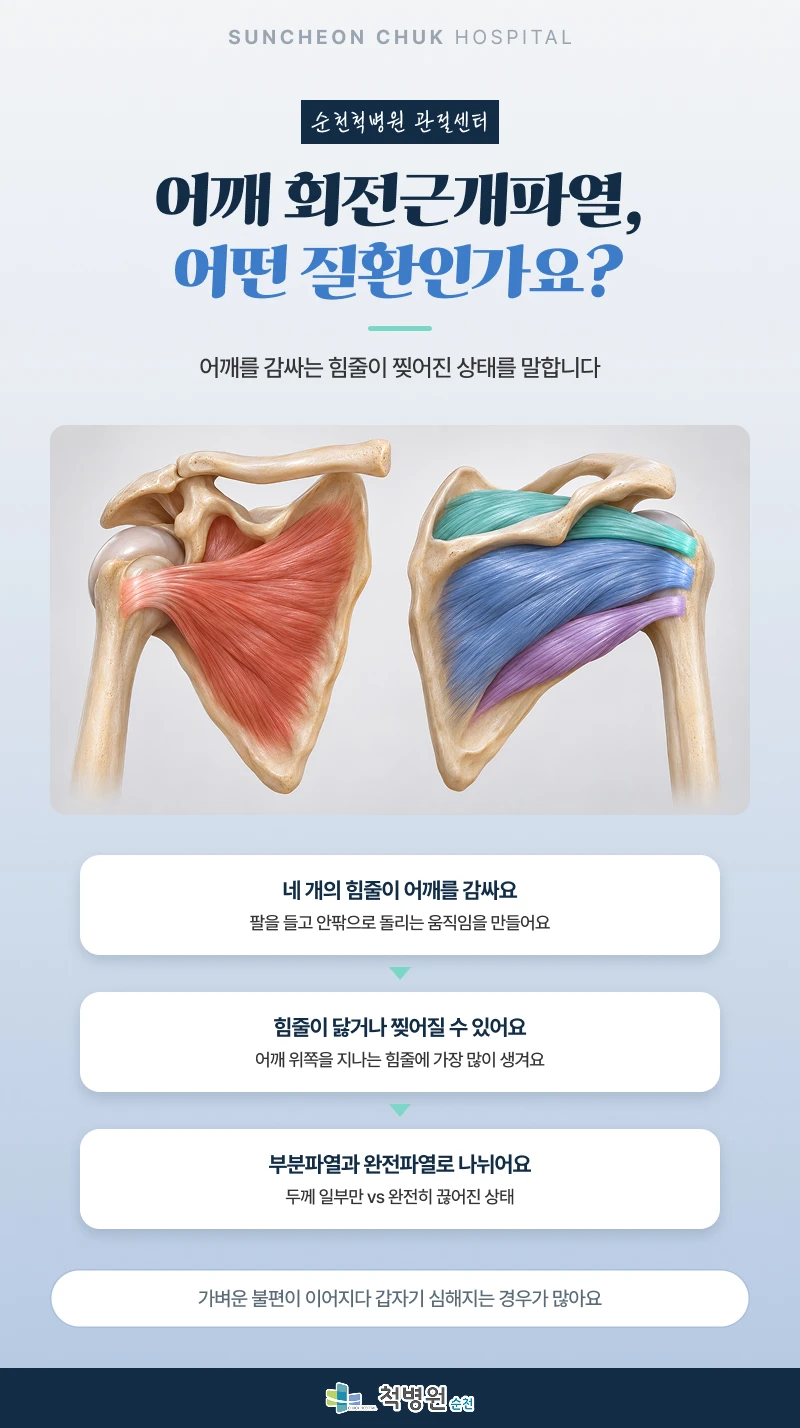 SUNCHEON CHUK HOSPITAL
순천척병원 관절센터
어깨 회전근개파열,
어떤 질환인가요?
어깨를 감싸는 힘줄이 찢어진 상태를 말합니다
네 개의 힘줄이 어깨를 감싸요
팔을 들고 안팎으로 돌리는 움직임을 만들어요
힘줄이 닳거나 찢어질 수 있어요
어깨 위쪽을 지나는 힘줄에 가장 많이 생겨요
부분파열과 완전파열로 나뉘어요
두께 일부만 vs 완전히 끊어진 상태
가벼운 불편이 이어지다 갑자기 심해지는 경우가 많아요
척병원 순천